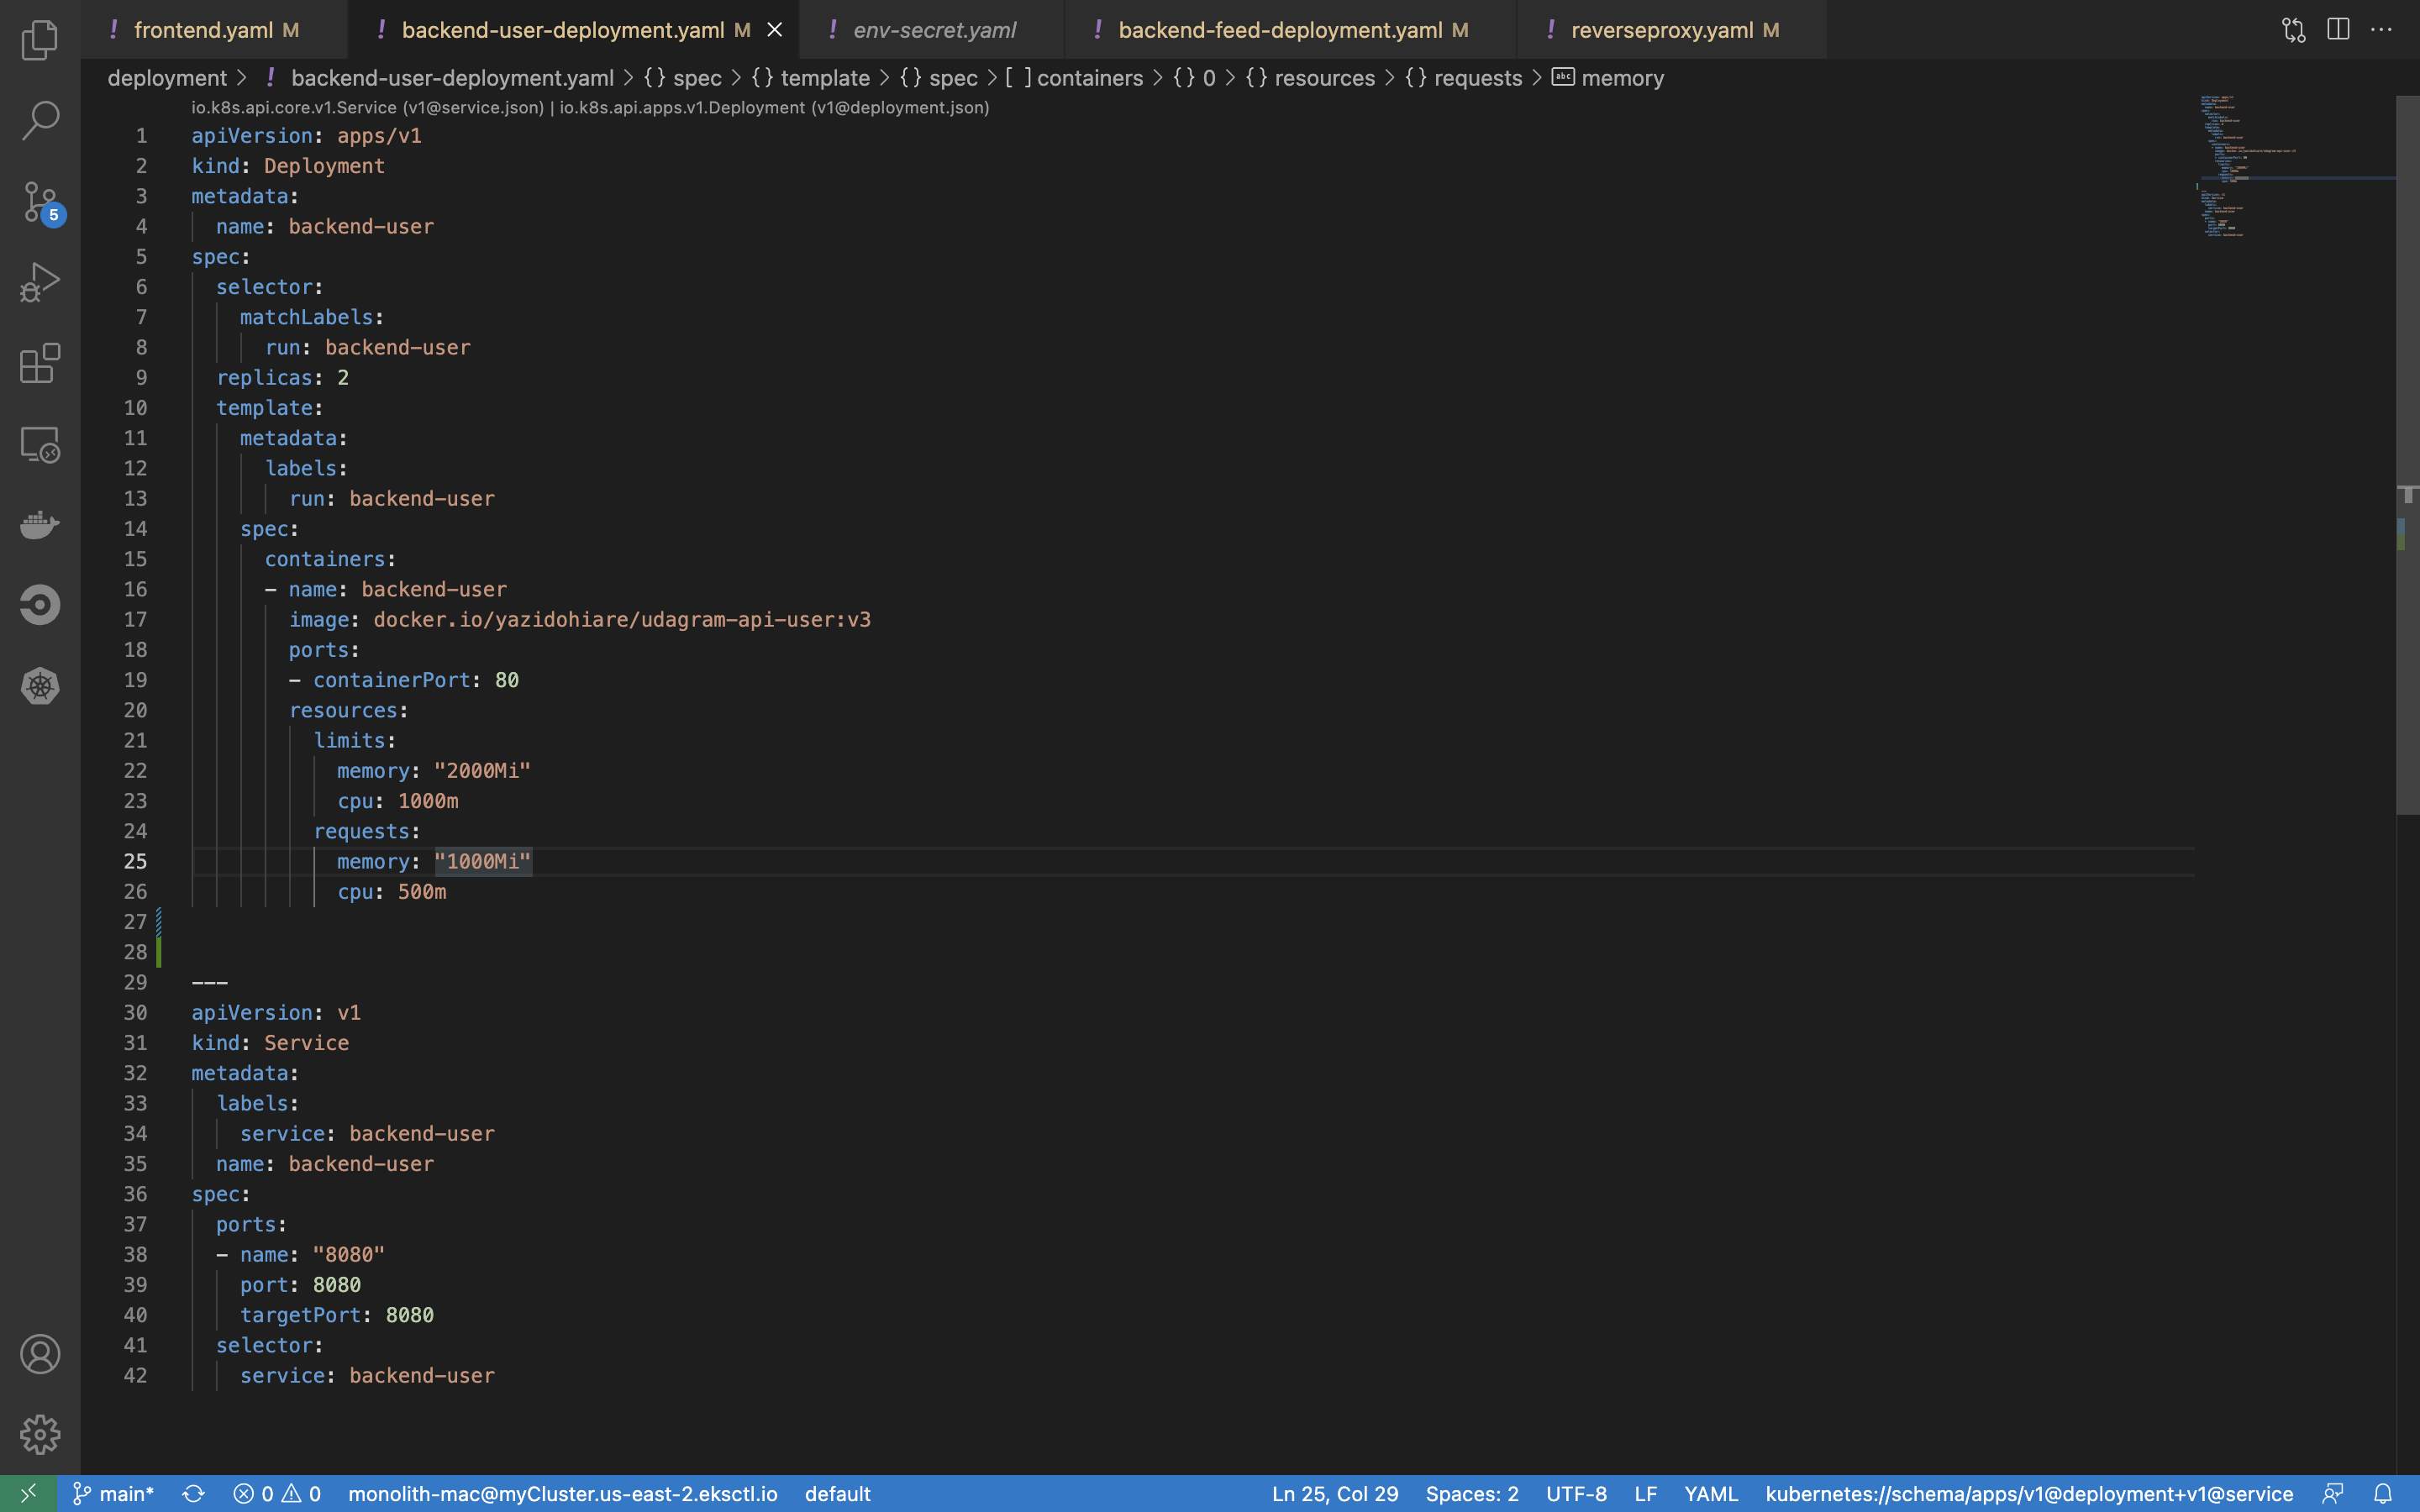 ! frontend.yaml M ! backend-user-deployment.yaml M ! env-secret.yaml ! backend-feed-deployment.yaml M ! reverseproxy.yaml M
deployment > ! backend-user-deployment.yaml > {} spec > {} template > {} spec > [ ] containers > {} 0 > {} resources > {} requests > abc memory
io.k8s.api.core.v1.Service (v1@service.json) | io.k8s.api.apps.v1.Deployment (v1@deployment.json)
1 apiVersion: apps/v1
2 kind: Deployment
3 metadata:
4   name: backend-user
5 spec:
6   selector:
7     matchLabels:
8       run: backend-user
9   replicas: 2
10   template:
11     metadata:
12       labels:
13         run: backend-user
14     spec:
15       containers:
16       - name: backend-user
17         image: docker.io/yazidohiare/udagram-api-user:v3
18         ports:
19         - containerPort: 80
20         resources:
21           limits:
22             memory: "2000Mi"
23             cpu: 1000m
24           requests:
25             memory: "1000Mi"
26             cpu: 500m
27
28
29 ---
30 apiVersion: v1
31 kind: Service
32 metadata:
33   labels:
34     service: backend-user
35   name: backend-user
36 spec:
37   ports:
38   - name: "8080"
39     port: 8080
40     targetPort: 8080
41   selector:
42     service: backend-user
5
main* 0 0 monolith-mac@myCluster.us-east-2.eksctl.io default Ln 25, Col 29 Spaces: 2 UTF-8 LF YAML kubernetes://schema/apps/v1@deployment+v1@service